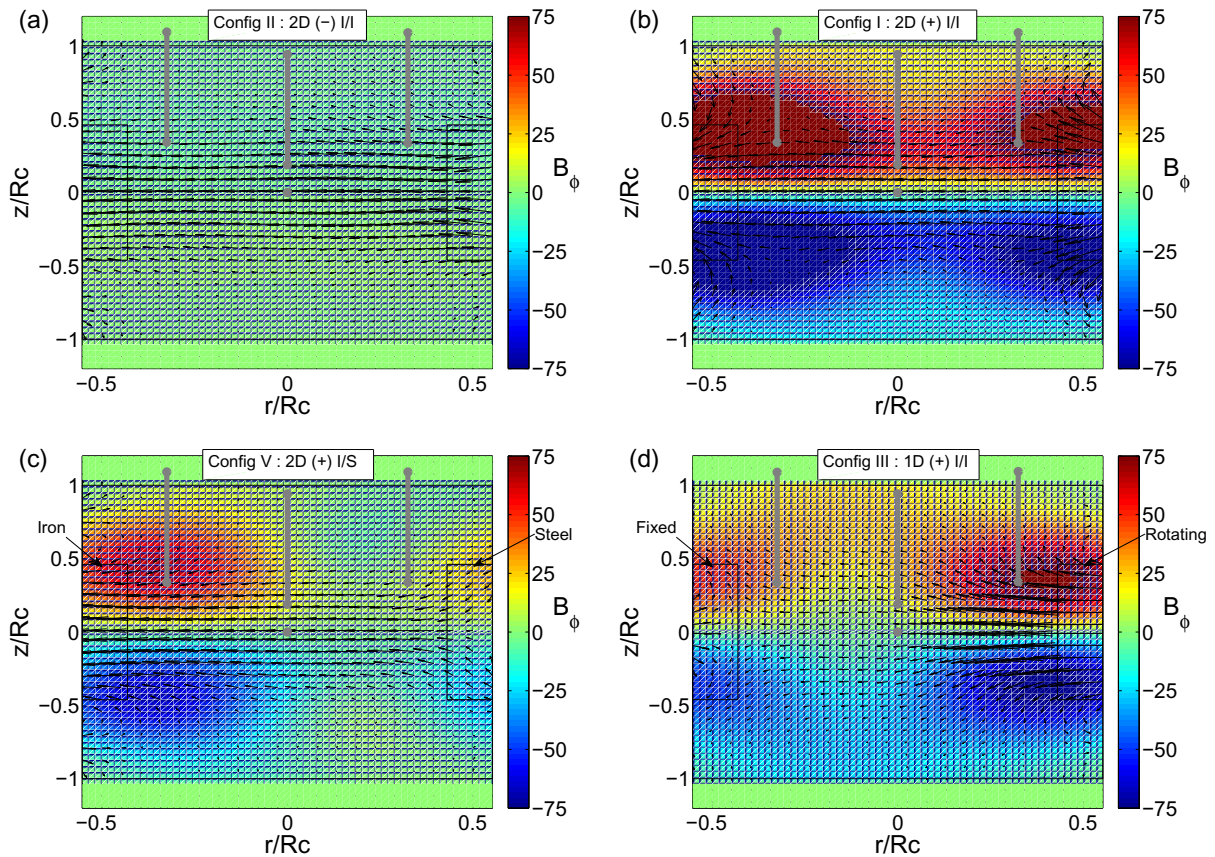 (a)
Config II : 2D (−) I/I
1
0.5
0
−0.5
−1
z/Rc
−0.5
0
0.5
r/Rc
75
50
25
0
−25
−50
−75
Bϕ
(b)
Config I : 2D (+) I/I
1
0.5
0
−0.5
−1
z/Rc
−0.5
0
0.5
r/Rc
75
50
25
0
−25
−50
−75
Bϕ
(c)
Config V : 2D (+) I/S
Iron
Steel
1
0.5
0
−0.5
−1
z/Rc
−0.5
0
0.5
r/Rc
75
50
25
0
−25
−50
−75
Bϕ
(d)
Config III : 1D (+) I/I
Fixed
Rotating
1
0.5
0
−0.5
−1
z/Rc
−0.5
0
0.5
r/Rc
75
50
25
0
−25
−50
−75
Bϕ